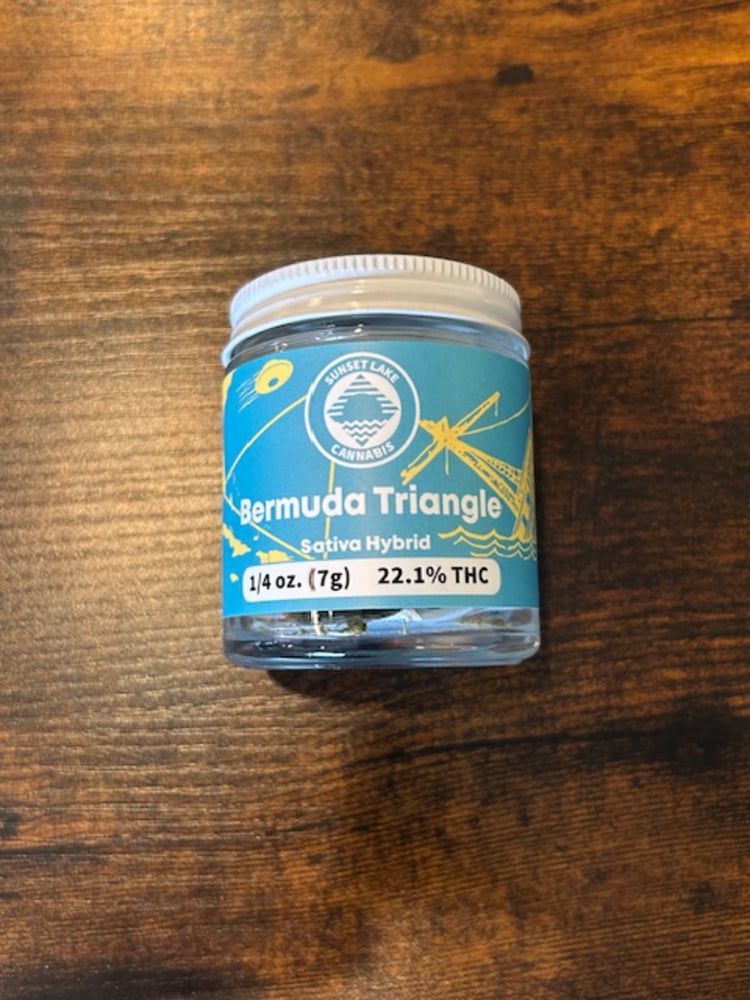 SUNSET LAKE
CANNABIS
Bermuda Triangle
Sativa Hybrid
1/4 oz. (7g) 22.1% THC